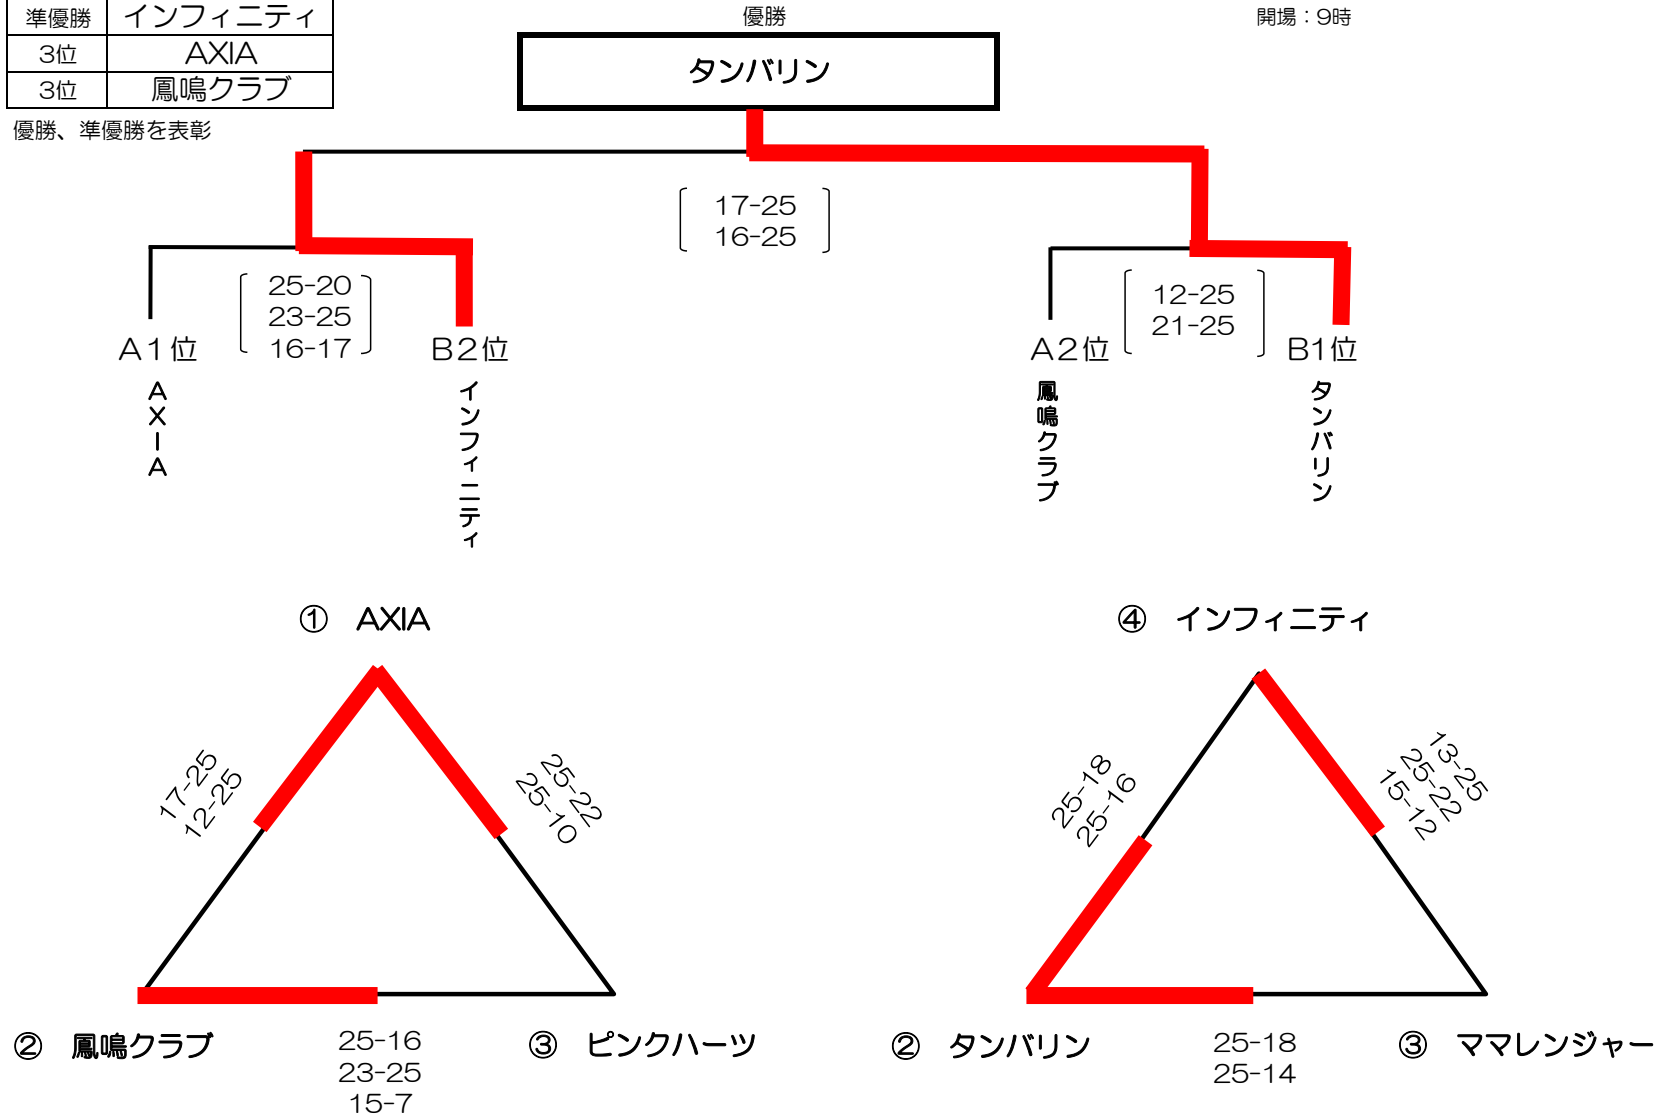 準優勝 インフィニティ
3位 AXIA
3位 鳳鳴クラブ
優勝、準優勝を表彰
優勝
タンバリン
開場：9時
17-25
16-25
25-20
23-25
16-17
12-25
21-25
A1位
B2位
A2位
B1位
AXIA
インフィニティ
鳳鳴クラブ
タンバリン
① AXIA
④ インフィニティ
17-25
12-25
25-22
25-10
25-18
25-16
13-25
25-22
15-12
② 鳳鳴クラブ
25-16
23-25
15-7
③ ピンクハーツ
② タンバリン
25-18
25-14
③ ママレンジャー